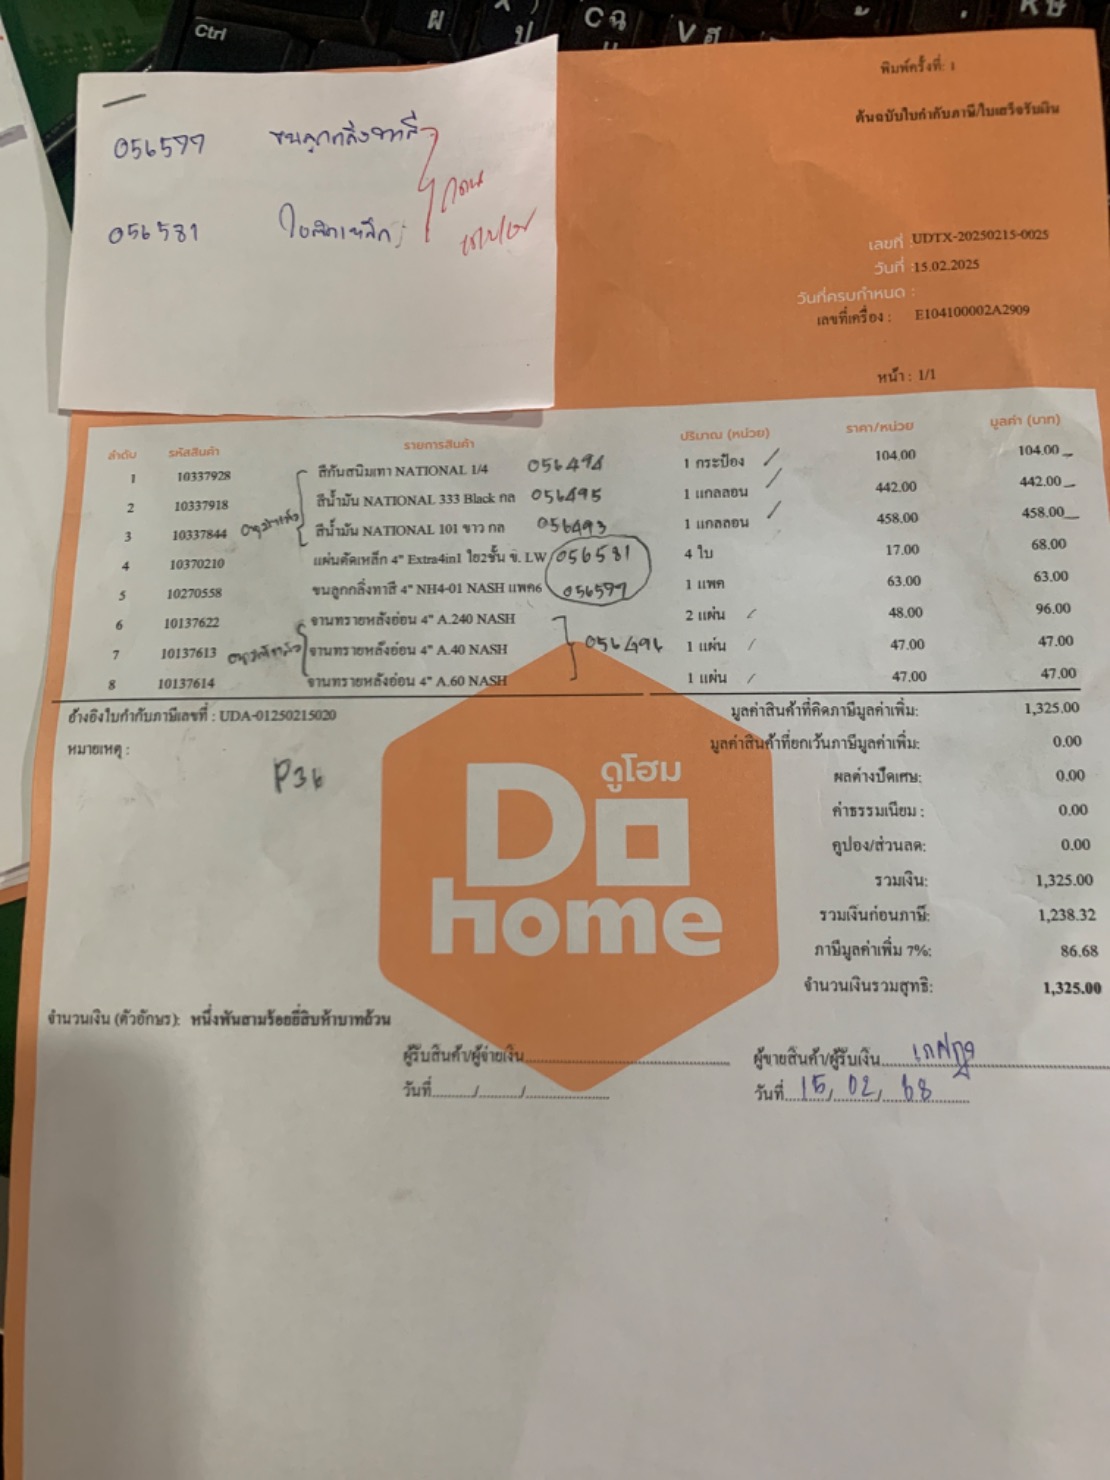 Ctrl
ผ
ป
C ฉ
V ฮ
พิมพ์ครั้งที่: 1
ต้นฉบับใบกำกับภาษี/ใบเสร็จรับเงิน
056577 ขนลูกกลิ้งทาสี
056581 ใบตัดเหล็ก
เลขที่ : UDTX-20250215-0025
วันที่ : 15.02.2025
วันที่ครบกำหนด :
เลขที่เครื่อง : E104100002A2909
หน้า : 1/1
ลำดับ รหัสสินค้า รายการสินค้า ปริมาณ (หน่วย) ราคา/หน่วย มูลค่า (บาท)
1 10337928 สีกันสนิมเทา NATIONAL 1/4 056494 1 กระป๋อง 104.00 104.00
2 10337918 สีน้ำมัน NATIONAL 333 Black กล 056495 1 แกลลอน 442.00 442.00
3 10337844 สีน้ำมัน NATIONAL 101 ขาว กล 056493 1 แกลลอน 458.00 458.00
4 10370210 แผ่นตัดเหล็ก 4" Extra4in1 ใย2ชั้น ข. LW 056581 4 ใบ 17.00 68.00
5 10270558 ขนลูกกลิ้งทาสี 4" NH4-01 NASH แพค6 056577 1 แพค 63.00 63.00
6 10137622 จานทรายหลังอ่อน 4" A.240 NASH 2 แผ่น 48.00 96.00
7 10137613 จานทรายหลังอ่อน 4" A.40 NASH 056496 1 แผ่น 47.00 47.00
8 10137614 จานทรายหลังอ่อน 4" A.60 NASH 1 แผ่น 47.00 47.00
อ้างอิงใบกำกับภาษีเลขที่ : UDA-01250215020
มูลค่าสินค้าที่คิดภาษีมูลค่าเพิ่ม: 1,325.00
หมายเหตุ :
มูลค่าสินค้าที่ยกเว้นภาษีมูลค่าเพิ่ม: 0.00
P36
ผลต่างปัดเศษ: 0.00
ค่าธรรมเนียม : 0.00
คูปอง/ส่วนลด: 0.00
รวมเงิน: 1,325.00
รวมเงินก่อนภาษี: 1,238.32
ภาษีมูลค่าเพิ่ม 7%: 86.68
จำนวนเงินรวมสุทธิ: 1,325.00
ดูโฮม
Do
home
จำนวนเงิน (ตัวอักษร): หนึ่งพันสามร้อยยี่สิบห้าบาทถ้วน
ผู้รับสินค้า/ผู้จ่ายเงิน
ผู้ขายสินค้า/ผู้รับเงิน
วันที่......../......../........
วันที่ 15/02/68